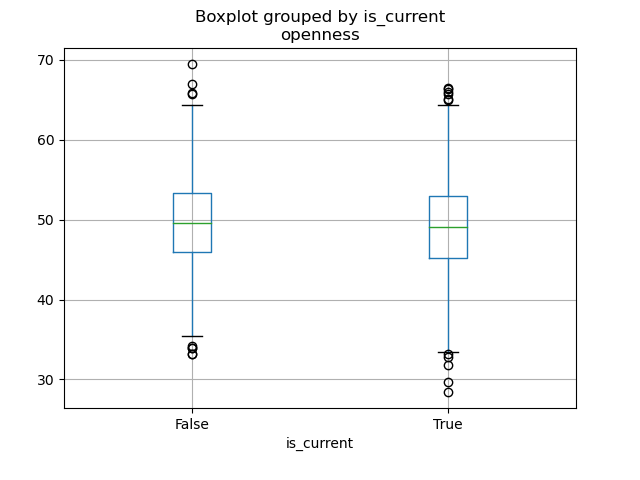 Boxplot grouped by is_current
openness
70
60
50
40
30
False
True
is_current